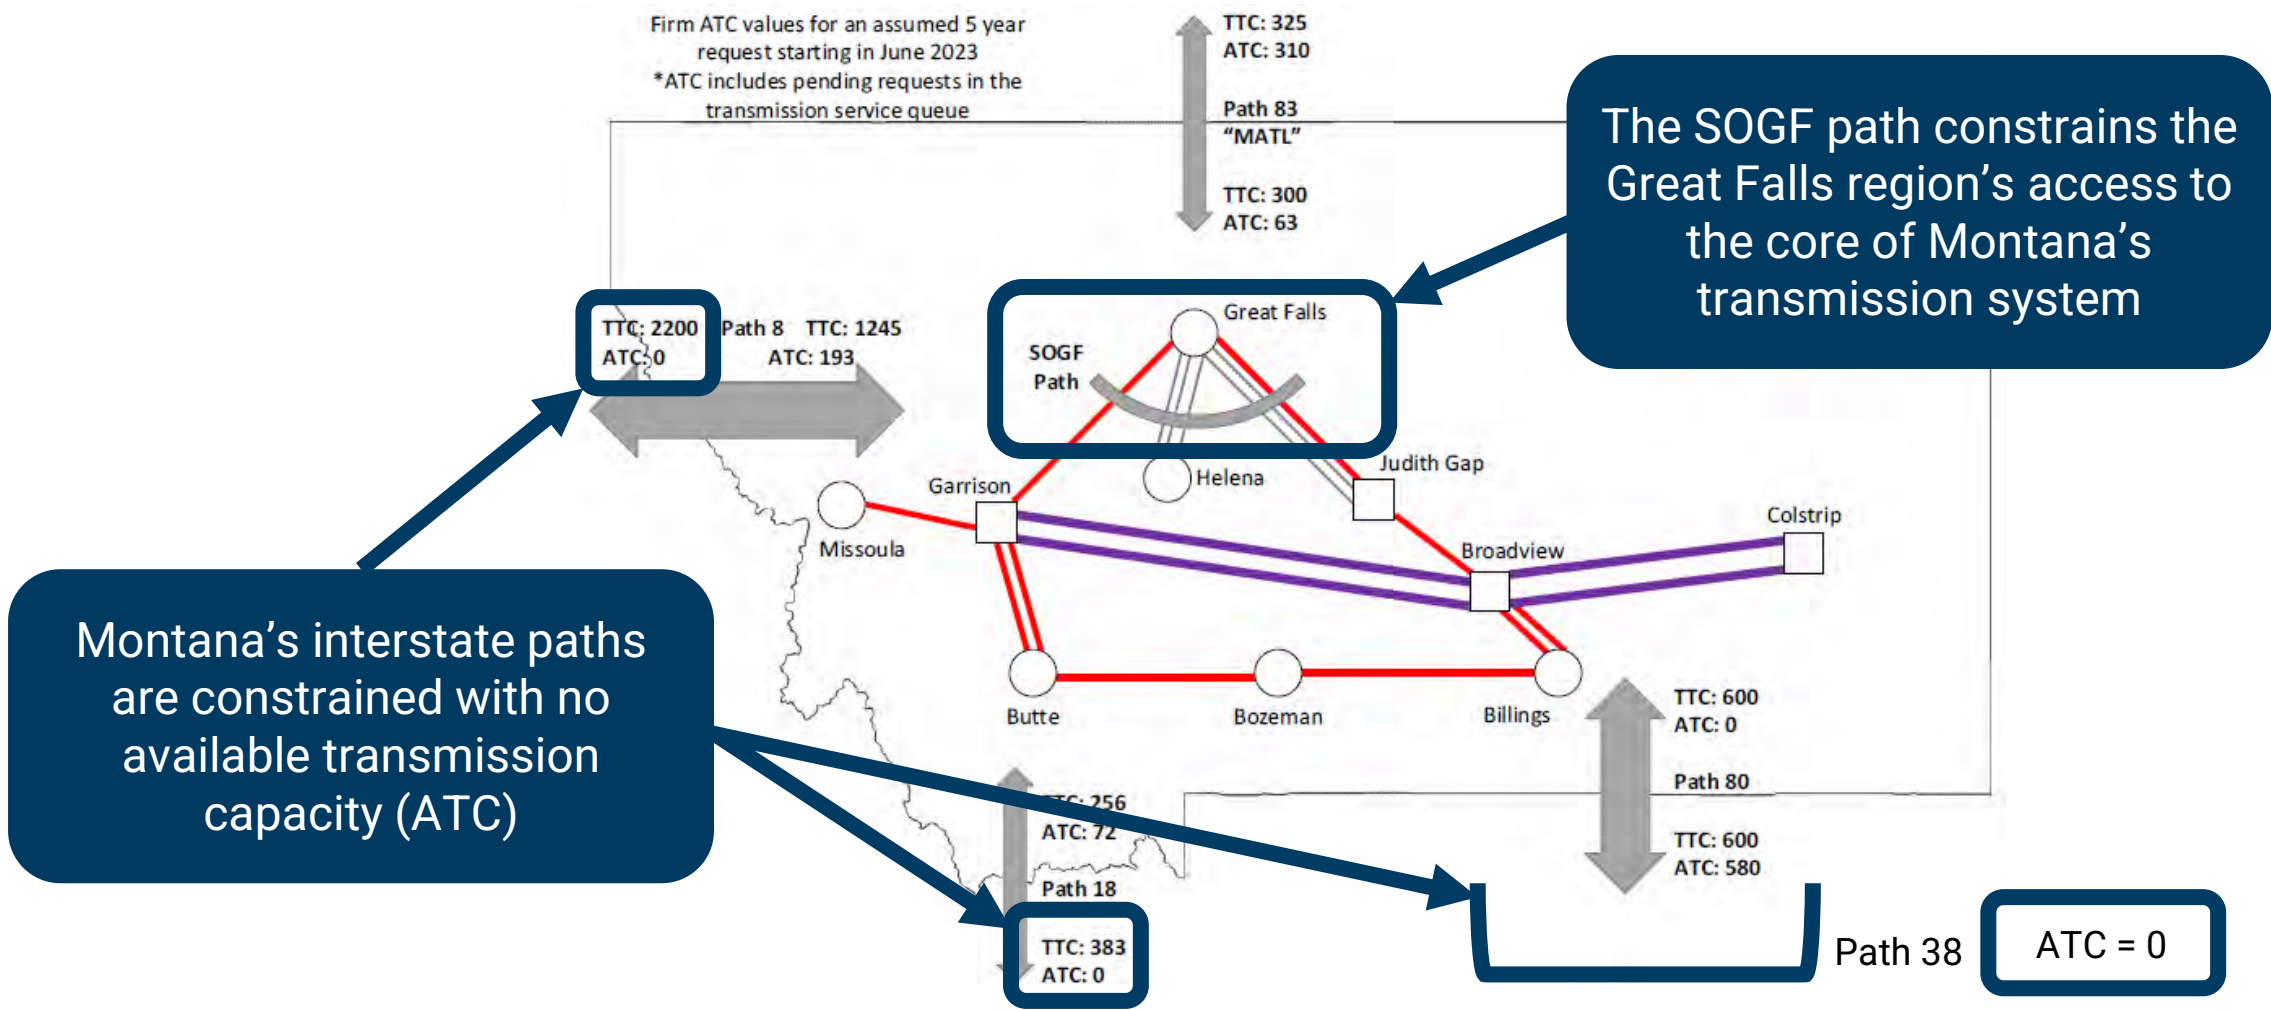 Firm ATC values for an assumed 5 year
request starting in June 2023
*ATC includes pending requests in the
transmission service queue
TTC: 325
ATC: 310
Path 83
“MATL”
TTC: 300
ATC: 63
The SOGF path constrains the
Great Falls region’s access to
the core of Montana’s
transmission system
TTC: 2200
ATC: 0
Path 8
TTC: 1245
ATC: 193
Great Falls
SOGF
Path
Helena
Judith Gap
Garrison
Missoula
Colstrip
Broadview
Butte
Bozeman
Billings
Montana’s interstate paths
are constrained with no
available transmission
capacity (ATC)
TTC: 600
ATC: 0
Path 80
TTC: 600
ATC: 580
TTC: 256
ATC: 72
Path 18
TTC: 383
ATC: 0
Path 38
ATC = 0